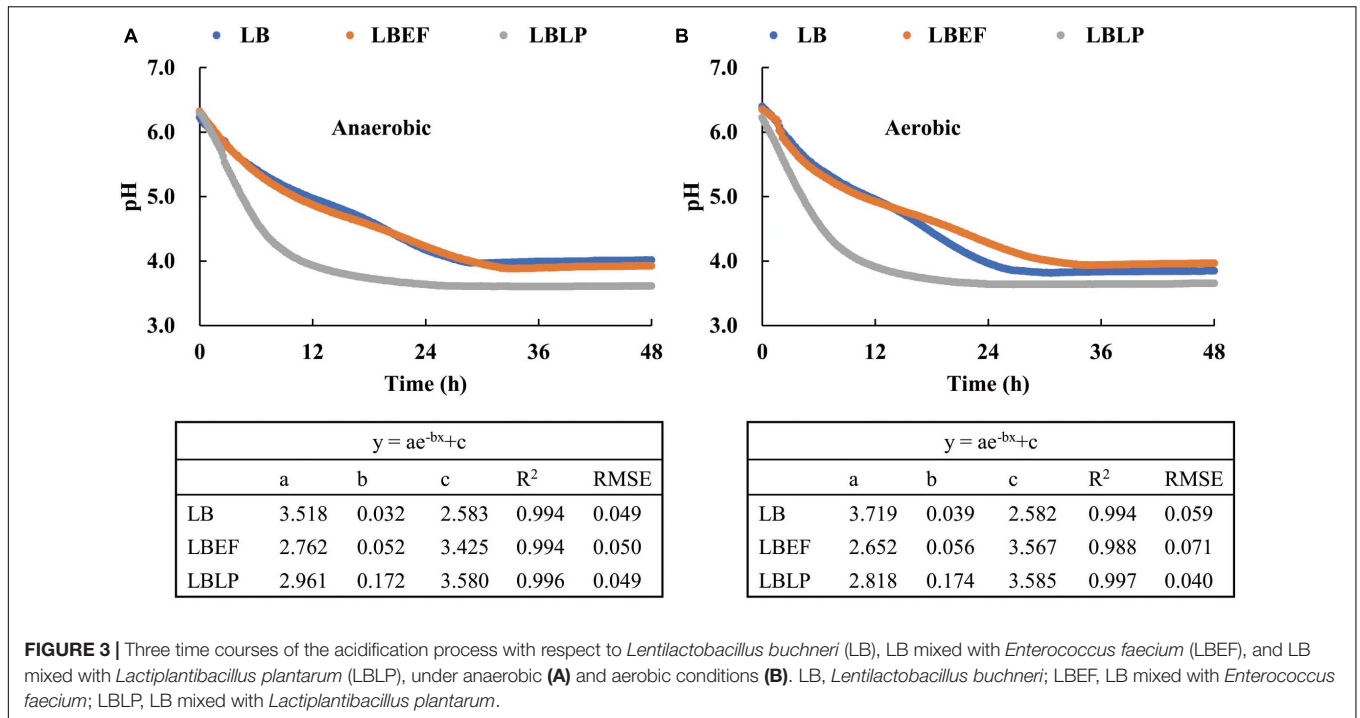 A LB LBEF LBLP
7.0
6.0
5.0
4.0
3.0
pH
Anaerobic
0 12 24 36 48
Time (h)
y = ae-bx+c
a b c R2 RMSE
LB 3.518 0.032 2.583 0.994 0.049
LBEF 2.762 0.052 3.425 0.994 0.050
LBLP 2.961 0.172 3.580 0.996 0.049
B LB LBEF LBLP
7.0
6.0
5.0
4.0
3.0
pH
Aerobic
0 12 24 36 48
Time (h)
y = ae-bx+c
a b c R2 RMSE
LB 3.719 0.039 2.582 0.994 0.059
LBEF 2.652 0.056 3.567 0.988 0.071
LBLP 2.818 0.174 3.585 0.997 0.040
FIGURE 3 | Three time courses of the acidification process with respect to Lentilactobacillus buchneri (LB), LB mixed with Enterococcus faecium (LBEF), and LB
mixed with Lactiplantibacillus plantarum (LBLP), under anaerobic (A) and aerobic conditions (B). LB, Lentilactobacillus buchneri; LBEF, LB mixed with Enterococcus
faecium; LBLP, LB mixed with Lactiplantibacillus plantarum.